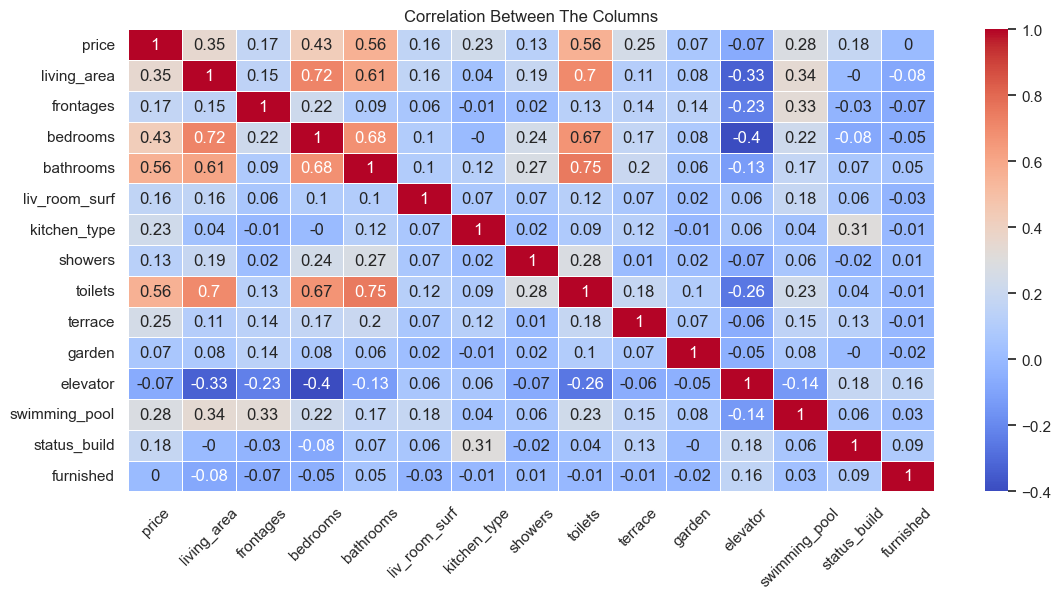 Correlation Between The Columns
price 1 0.35 0.17 0.43 0.56 0.16 0.23 0.13 0.56 0.25 0.07 -0.07 0.28 0.18 0
living_area 0.35 1 0.15 0.72 0.61 0.16 0.04 0.19 0.7 0.11 0.08 -0.33 0.34 -0 -0.08
frontages 0.17 0.15 1 0.22 0.09 0.06 -0.01 0.02 0.13 0.14 0.14 -0.23 0.33 -0.03 -0.07
bedrooms 0.43 0.72 0.22 1 0.68 0.1 -0 0.24 0.67 0.17 0.08 -0.4 0.22 -0.08 -0.05
bathrooms 0.56 0.61 0.09 0.68 1 0.1 0.12 0.27 0.75 0.2 0.06 -0.13 0.17 0.07 0.05
liv_room_surf 0.16 0.16 0.06 0.1 0.1 1 0.07 0.07 0.12 0.07 0.02 0.06 0.18 0.06 -0.03
kitchen_type 0.23 0.04 -0.01 -0 0.12 0.07 1 0.02 0.09 0.12 -0.01 0.06 0.04 0.31 -0.01
showers 0.13 0.19 0.02 0.24 0.27 0.07 0.02 1 0.28 0.01 0.02 -0.07 0.06 -0.02 0.01
toilets 0.56 0.7 0.13 0.67 0.75 0.12 0.09 0.28 1 0.18 0.1 -0.26 0.23 0.04 -0.01
terrace 0.25 0.11 0.14 0.17 0.2 0.07 0.12 0.01 0.18 1 0.07 -0.06 0.15 0.13 -0.01
garden 0.07 0.08 0.14 0.08 0.06 0.02 -0.01 0.02 0.1 0.07 1 -0.05 0.08 -0 -0.02
elevator -0.07 -0.33 -0.23 -0.4 -0.13 0.06 0.06 -0.07 -0.26 -0.06 -0.05 1 -0.14 0.18 0.16
swimming_pool 0.28 0.34 0.33 0.22 0.17 0.18 0.04 0.06 0.23 0.15 0.08 -0.14 1 0.06 0.03
status_build 0.18 -0 -0.03 -0.08 0.07 0.06 0.31 -0.02 0.04 0.13 -0 0.18 0.06 1 0.09
furnished 0 -0.08 -0.07 -0.05 0.05 -0.03 -0.01 0.01 -0.01 -0.01 -0.02 0.16 0.03 0.09 1
price living_area frontages bedrooms bathrooms liv_room_surf kitchen_type showers toilets terrace garden elevator swimming_pool status_build furnished
1.0
0.8
0.6
0.4
0.2
0.0
-0.2
-0.4